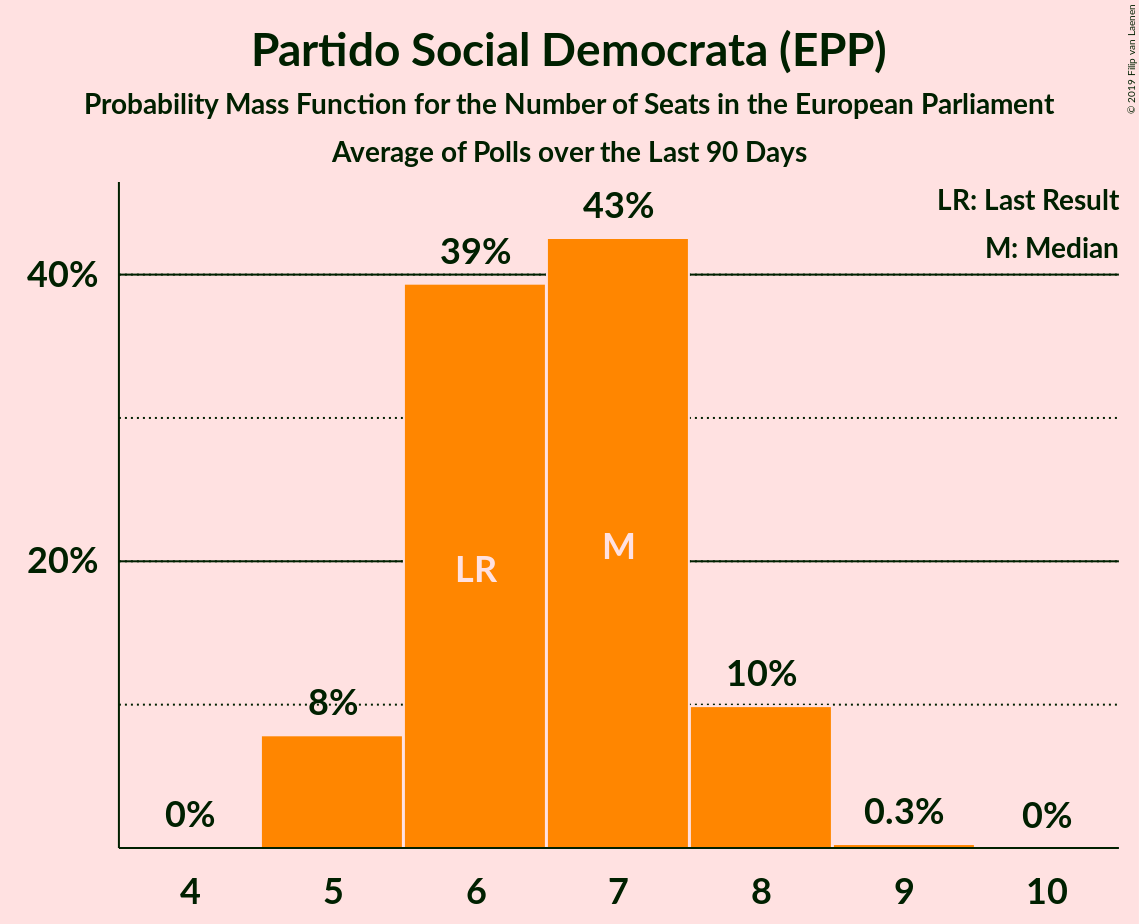 Partido Social Democrata (EPP)
Probability Mass Function for the Number of Seats in the European Parliament
Average of Polls over the Last 90 Days
© 2019 Filip van Laenen
LR: Last Result
M: Median
43%
39%
40%
LR
M
20%
10%
8%
0%
0.3%
0%
4 5 6 7 8 9 10